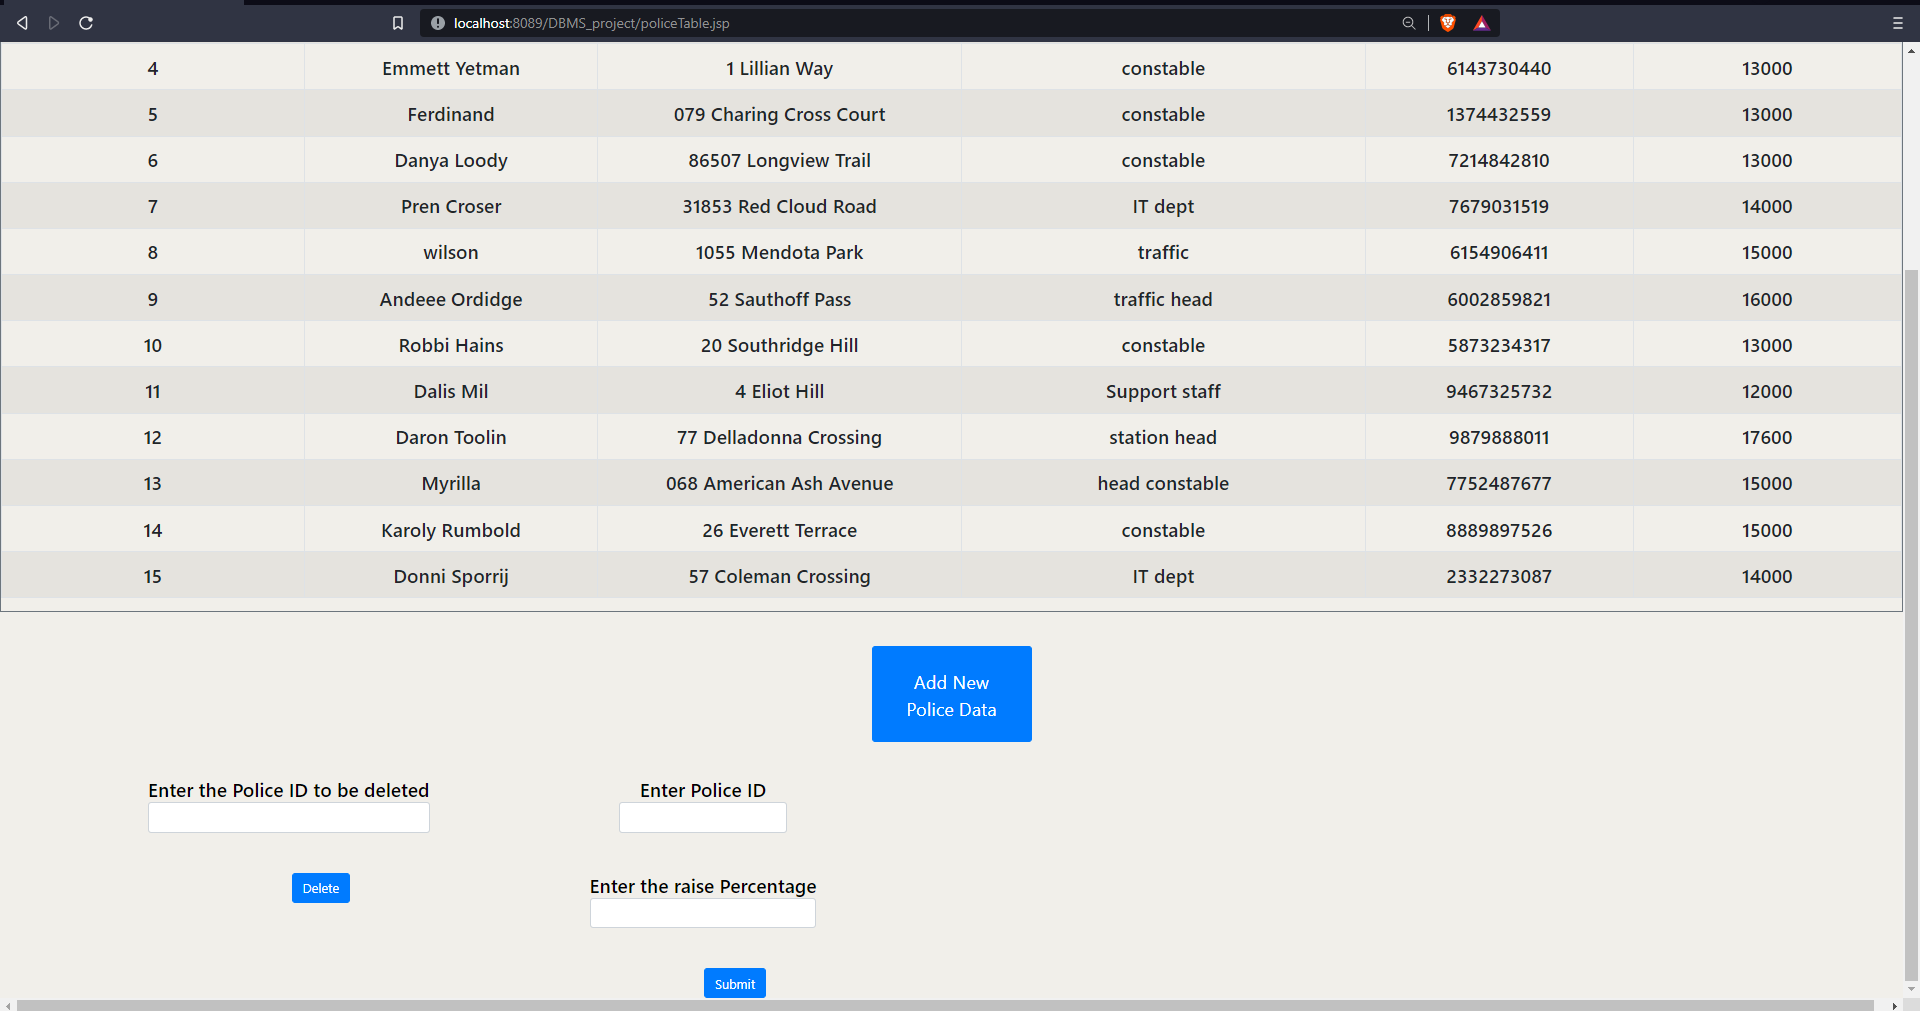 localhost:8089/DBMS_project/policeTable.jsp
4 Emmett Yetman 1 Lillian Way constable 6143730440 13000
5 Ferdinand 079 Charing Cross Court constable 1374432559 13000
6 Danya Loody 86507 Longview Trail constable 7214842810 13000
7 Pren Croser 31853 Red Cloud Road IT dept 7679031519 14000
8 wilson 1055 Mendota Park traffic 6154906411 15000
9 Andeee Ordidge 52 Sauthoff Pass traffic head 6002859821 16000
10 Robbi Hains 20 Southridge Hill constable 5873234317 13000
11 Dalis Mil 4 Eliot Hill Support staff 9467325732 12000
12 Daron Toolin 77 Delladonna Crossing station head 9879888011 17600
13 Myrilla 068 American Ash Avenue head constable 7752487677 15000
14 Karoly Rumbold 26 Everett Terrace constable 8889897526 15000
15 Donni Sporrij 57 Coleman Crossing IT dept 2332273087 14000
Add New
Police Data
Enter the Police ID to be deleted
Delete
Enter Police ID
Enter the raise Percentage
Submit